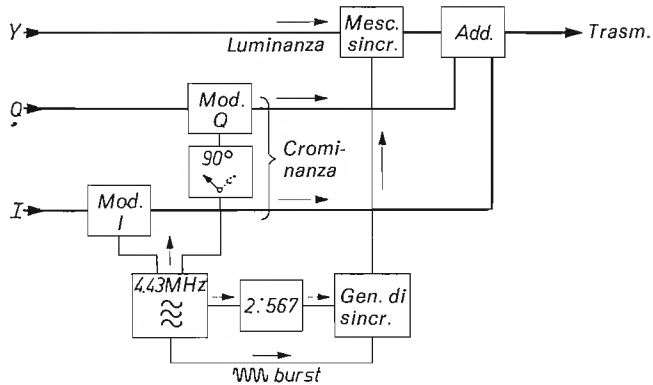 Y
Luminanza
Mesc.
sincr.
Add.
Trasm.
Q
Mod.
Q
90°
Cromi-
nanza
I
Mod.
I
4.43MHz
2:567
Gen. di
sincr.
burst